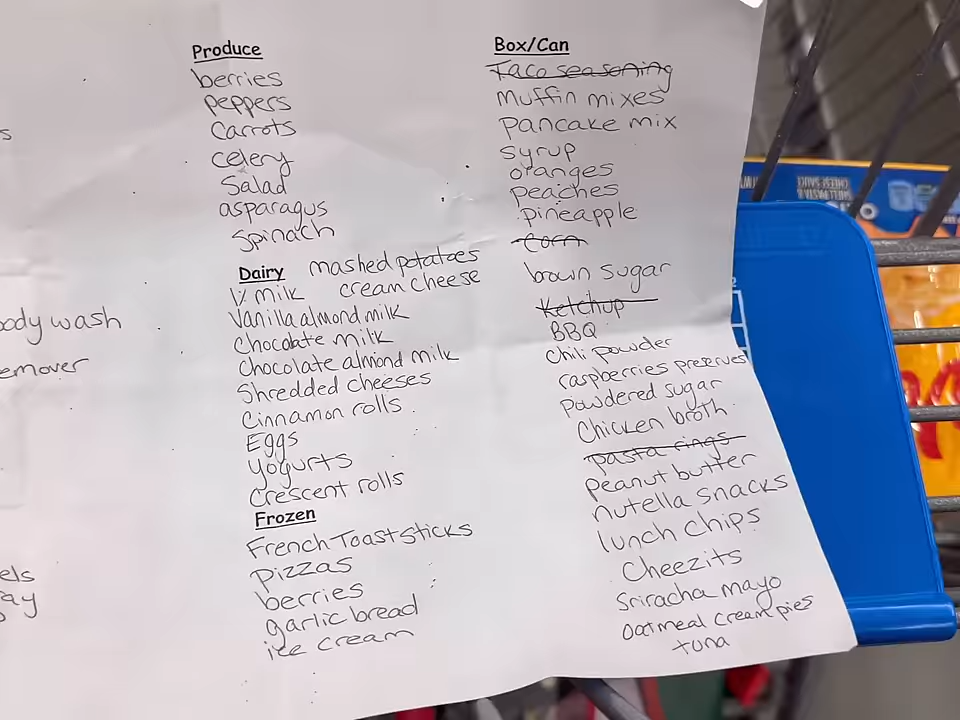 Produce
berries
peppers
Carrots
celery
Salad
asparagus
Spinach
Dairy mashed potatoes
1% milk cream cheese
Vanilla almond milk
Chocolate milk
Chocolate almond milk
Shredded cheeses
Cinnamon rolls
Eggs
Yogurts
Crescent rolls
Frozen
French Toast sticks
Pizzas
berries
garlic bread
ice cream
Box/Can
Taco seasoning
Muffin mixes
Pancake mix
syrup
oranges
peaches
pineapple
Corn
brown sugar
Ketchup
BBQ
Chili powder
raspberries preserves
Powdered sugar
Chicken broth
pasta rings
Peanut butter
nutella snacks
lunch chips
Cheezits
Sriracha mayo
Oatmeal Cream pies
tuna
body wash